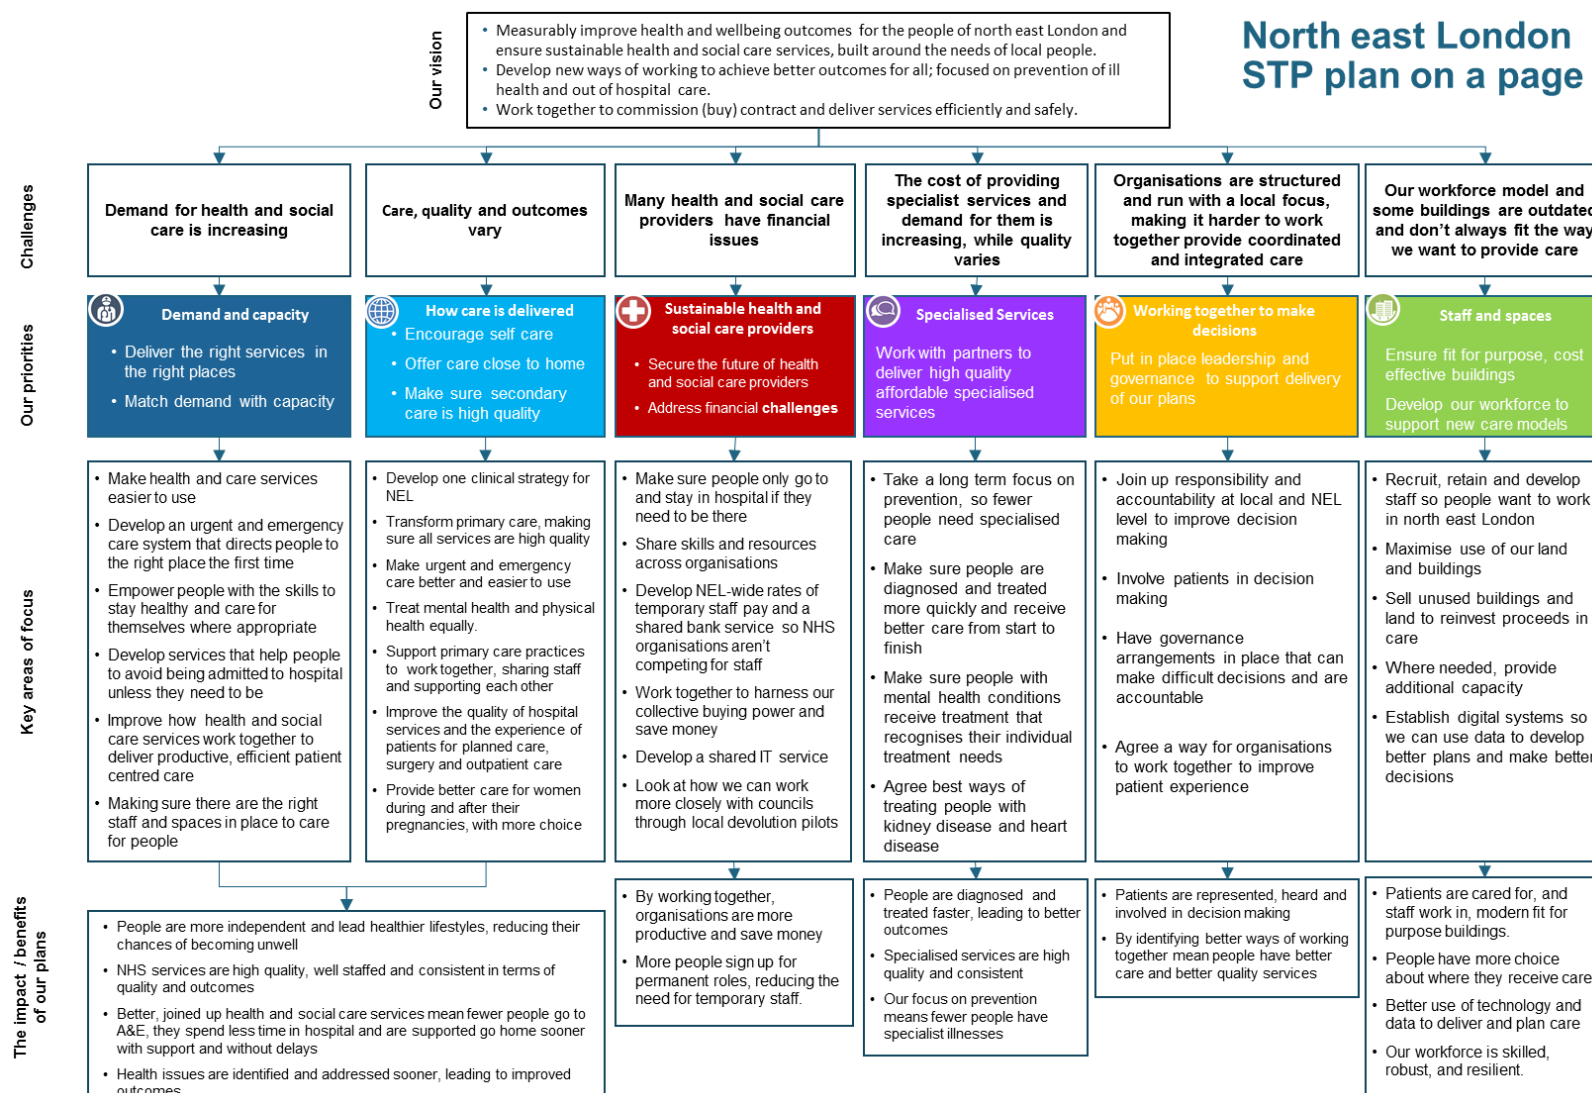 North east London
STP plan on a page
Our vision
• Measurably improve health and wellbeing outcomes for the people of north east London and
ensure sustainable health and social care services, built around the needs of local people.
• Develop new ways of working to achieve better outcomes for all; focused on prevention of ill
health and out of hospital care.
• Work together to commission (buy) contract and deliver services efficiently and safely.
Challenges
Demand for health and social
care is increasing
Care, quality and outcomes
vary
Many health and social care
providers have financial
issues
The cost of providing
specialist services and
demand for them is
increasing, while quality
varies
Organisations are structured
and run with a local focus,
making it harder to work
together provide coordinated
and integrated care
Our workforce model and
some buildings are outdated
and don't always fit the way
we want to provide care
Our priorities
Demand and capacity
• Deliver the right services in
the right places
• Match demand with capacity
How care is delivered
• Encourage self care
• Offer care close to home
• Make sure secondary
care is high quality
Sustainable health and
social care providers
• Secure the future of health
and social care providers
• Address financial challenges
Specialised Services
Work with partners to
deliver high quality
affordable specialised
services
Working together to make
decisions
Put in place leadership and
governance to support delivery
of our plans
Staff and spaces
Ensure fit for purpose, cost
effective buildings
Develop our workforce to
support new care models
Key areas of focus
• Make health and care services
easier to use
• Develop an urgent and emergency
care system that directs people to
the right place the first time
• Empower people with the skills to
stay healthy and care for
themselves where appropriate
• Develop services that help people
to avoid being admitted to hospital
unless they need to be
• Improve how health and social
care services work together to
deliver productive, efficient patient
centred care
• Making sure there are the right
staff and spaces in place to care
for people
• Develop one clinical strategy for
NEL
• Transform primary care, making
sure all services are high quality
• Make urgent and emergency
care better and easier to use
• Treat mental health and physical
health equally.
• Support primary care practices
to work together, sharing staff
and supporting each other
• Improve the quality of hospital
services and the experience of
patients for planned care,
surgery and outpatient care
• Provide better care for women
during and after their
pregnancies, with more choice
• Make sure people only go to
and stay in hospital if they
need to be there
• Share skills and resources
across organisations
• Develop NEL-wide rates of
temporary staff pay and a
shared bank service so NHS
organisations aren't
competing for staff
• Work together to harness our
collective buying power and
save money
• Develop a shared IT service
• Look at how we can work
more closely with councils
through local devolution pilots
• Take a long term focus on
prevention, so fewer
people need specialised
care
• Make sure people are
diagnosed and treated
more quickly and receive
better care from start to
finish
• Make sure people with
mental health conditions
receive treatment that
recognises their individual
treatment needs
• Agree best ways of
treating people with
kidney disease and heart
disease
• Join up responsibility and
accountability at local and NEL
level to improve decision
making
• Involve patients in decision
making
• Have governance
arrangements in place that can
make difficult decisions and are
accountable
• Agree a way for organisations
to work together to improve
patient experience
• Recruit, retain and develop
staff so people want to work
in north east London
• Maximise use of our land
and buildings
• Sell unused buildings and
land to reinvest proceeds in
care
• Where needed, provide
additional capacity
• Establish digital systems so
we can use data to develop
better plans and make better
decisions
The impact / benefits
of our plans
• People are more independent and lead healthier lifestyles, reducing their
chances of becoming unwell
• NHS services are high quality, well staffed and consistent in terms of
quality and outcomes
• Better, joined up health and social care services mean fewer people go to
A&E, they spend less time in hospital and are supported go home sooner
with support and without delays
• Health issues are identified and addressed sooner, leading to improved
outcomes
• By working together,
organisations are more
productive and save money
• More people sign up for
permanent roles, reducing the
need for temporary staff.
• People are diagnosed and
treated faster, leading to better
outcomes
• Specialised services are high
quality and consistent
• Our focus on prevention
means fewer people have
specialist illnesses
• Patients are represented, heard and
involved in decision making
• By identifying better ways of working
together mean people have better
care and better quality services
• Patients are cared for, and
staff work in, modern fit for
purpose buildings.
• People have more choice
about where they receive care
• Better use of technology and
data to deliver and plan care
• Our workforce is skilled,
robust, and resilient.